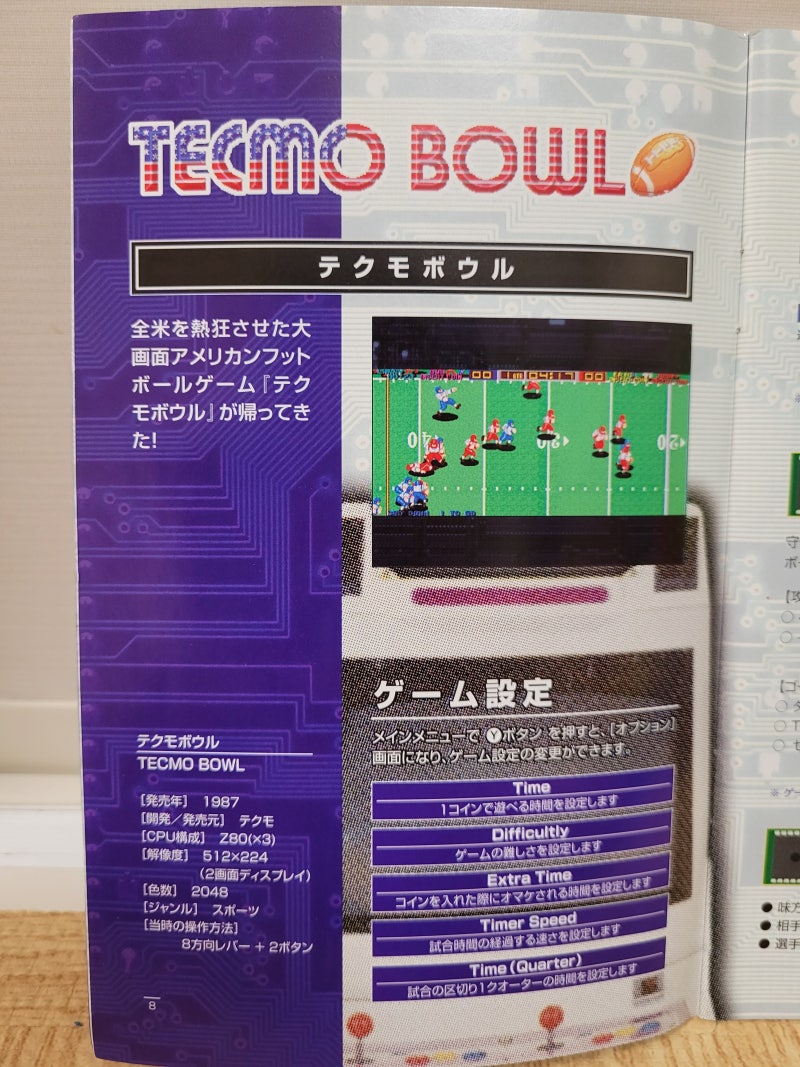 TECMO BOWL
テクモボウル
全米を熱狂させた大
画面アメリカンフット
ボールゲーム『テク
モボウル』が帰ってき
た!
ゲーム設定
メインメニューで Yボタン を押すと、[オプション]
画面になり、ゲーム設定の変更ができます。
Time
1コインで遊べる時間を設定します
Difficultly
ゲームの難しさを設定します
Extra Time
コインを入れた際にオマケされる時間を設定します
Timer Speed
試合時間の経過する速さを設定します
Time(Quarter)
試合の区切り1クオーターの時間を設定します
テクモボウル
TECMO BOWL
[発売年] 1987
[開発/発売元] テクモ
[CPU構成] Z80(×3)
[解像度] 512×224
(2画面ディスプレイ)
[色数] 2048
[ジャンル] スポーツ
[当時の操作方法]
8方向レバー + 2ボタン
8
守
ボー
[攻
※ ゲー
● 味方
● 相手
● 選手